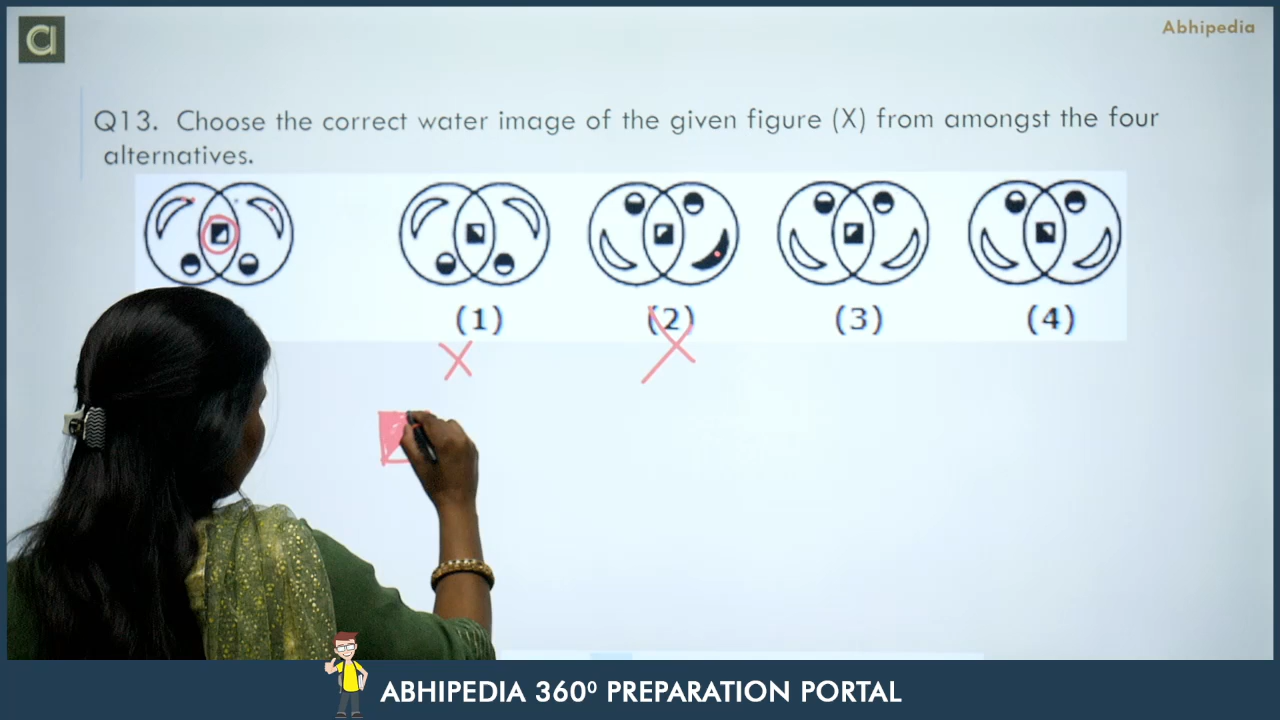 a
Abhipedia
Q13. Choose the correct water image of the given figure (X) from amongst the four
alternatives.
(1) (2) (3) (4)
ABHIPEDIA 360⁰ PREPARATION PORTAL